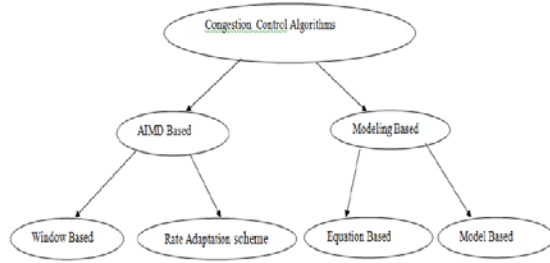 Congestion Control Algorithms
AIMD Based
Modeling Based
Window Based
Rate Adaptation scheme
Equation Based
Model Based